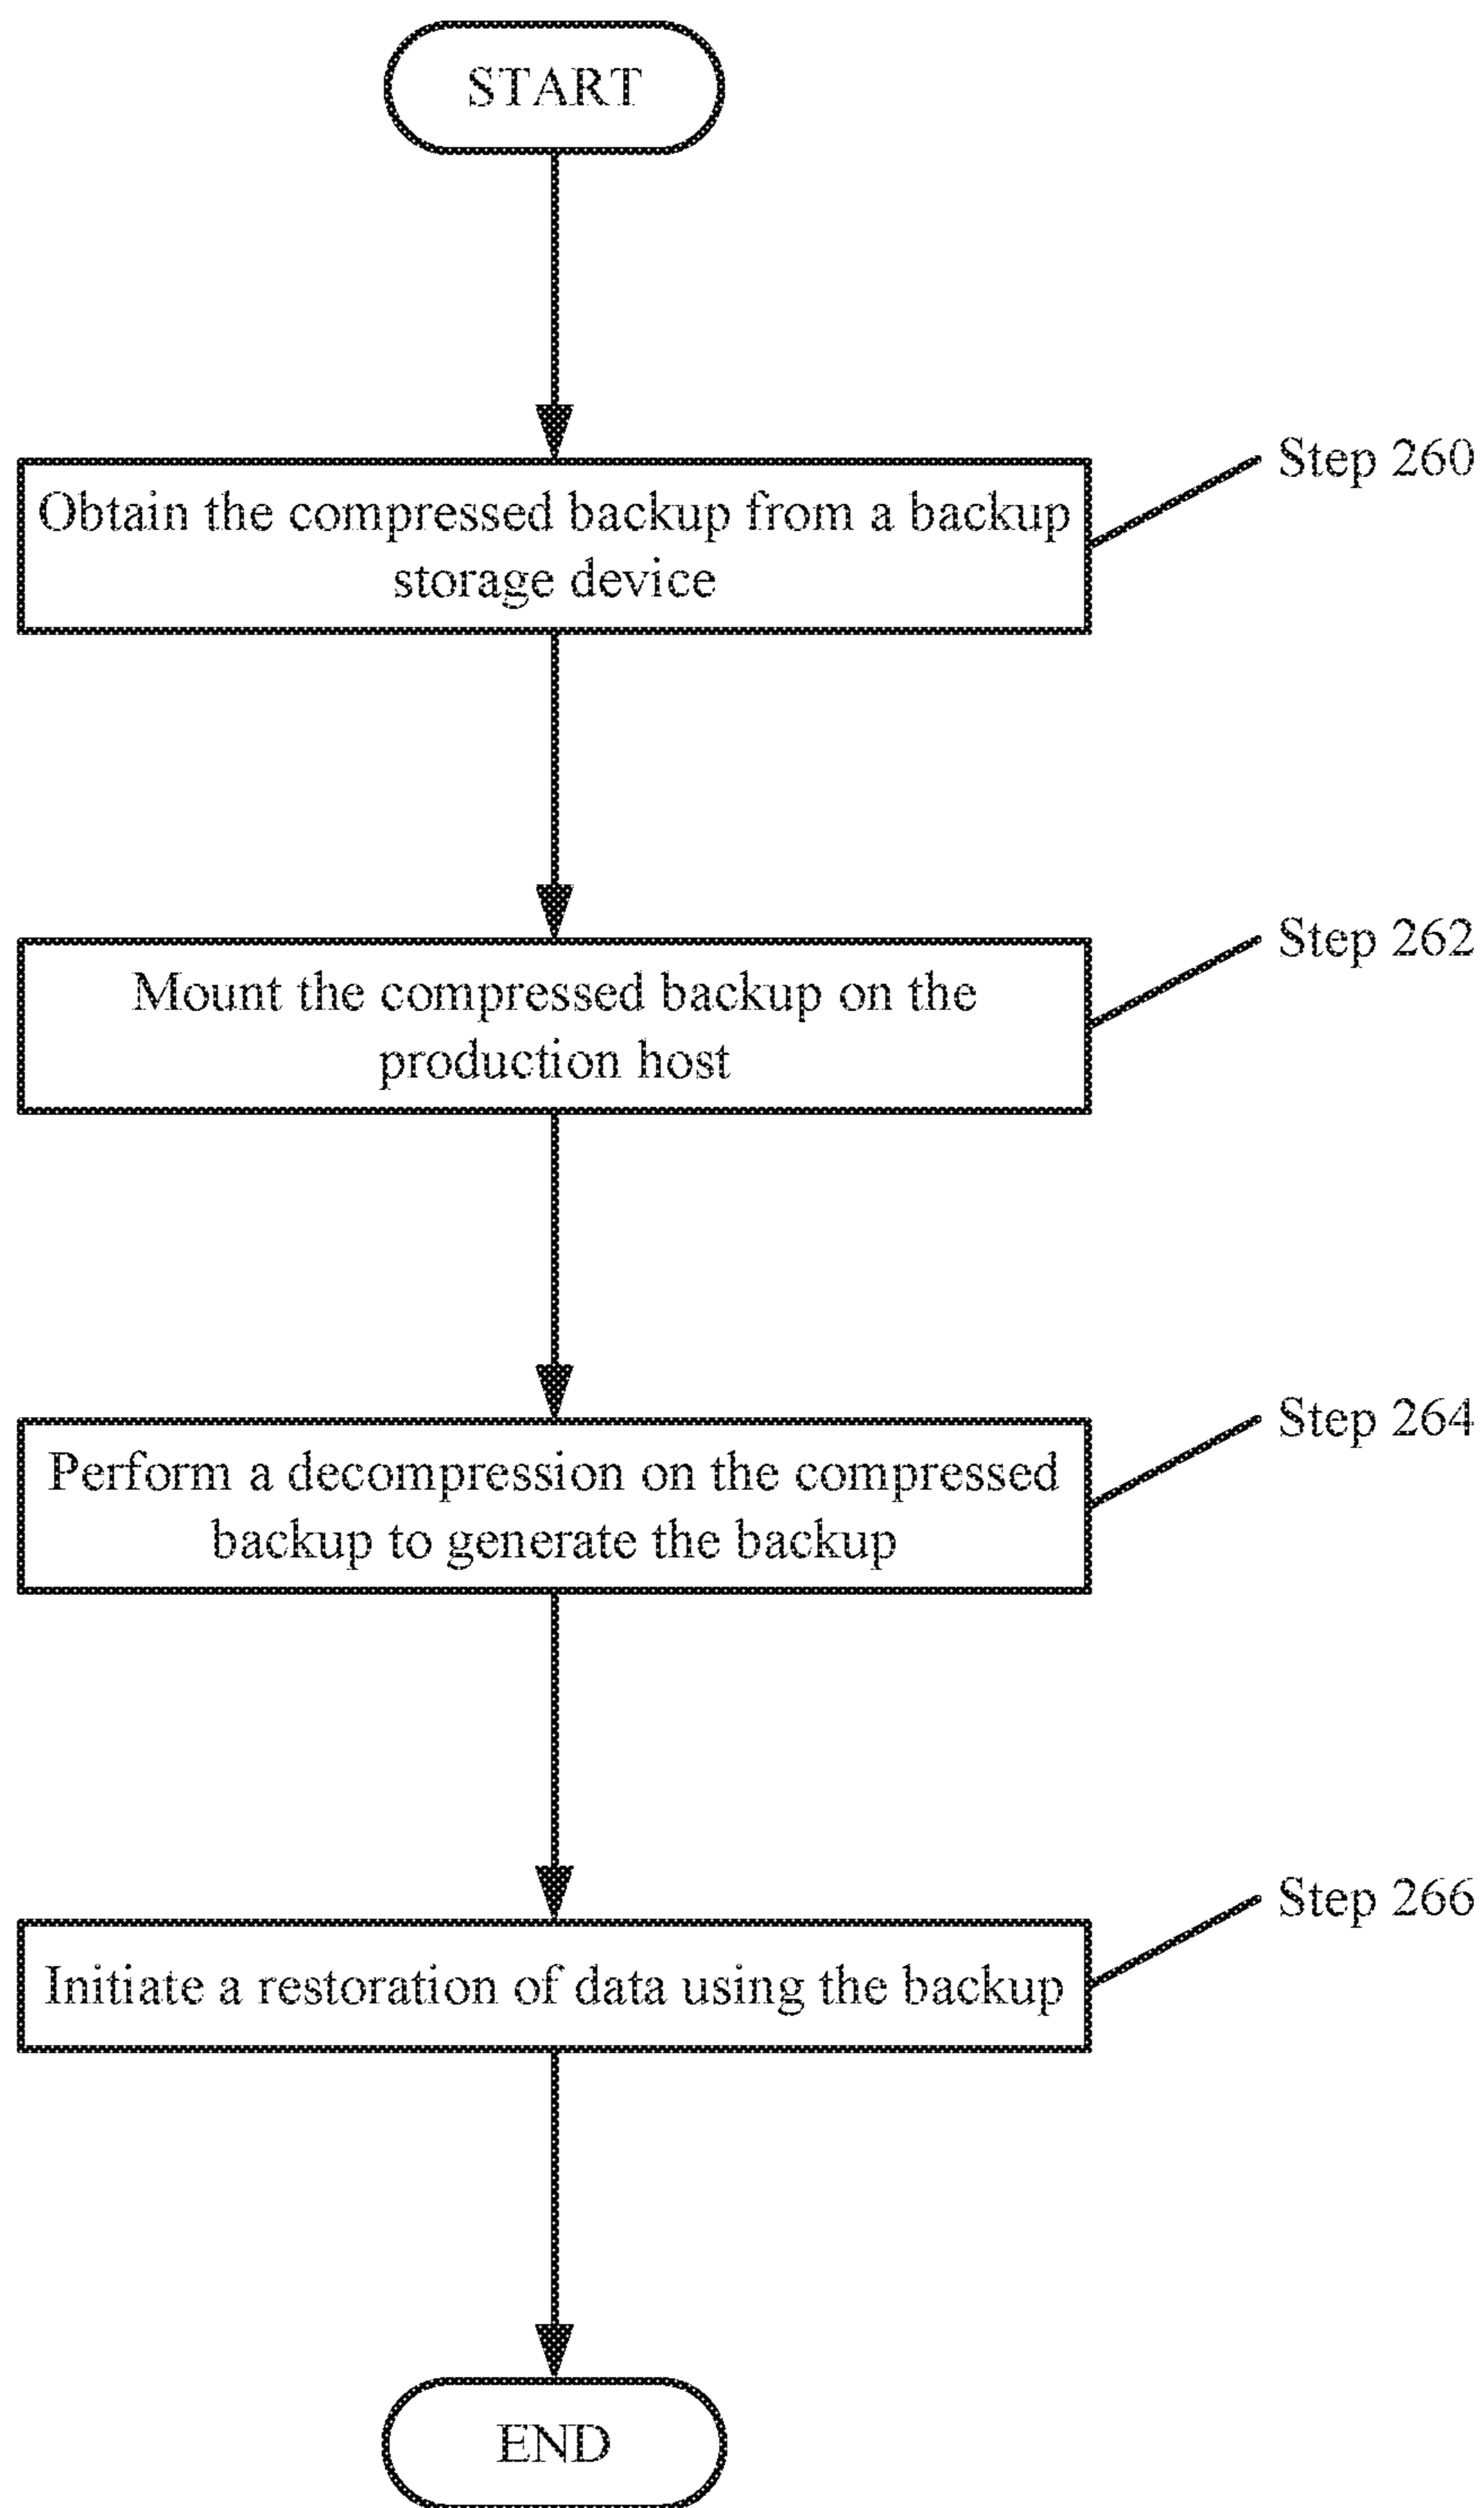 START
Step 260
Obtain the compressed backup from a backup
storage device
Step 262
Mount the compressed backup on the
production host
Step 264
Perform a decompression on the compressed
backup to generate the backup
Step 266
Initiate a restoration of data using the backup
END